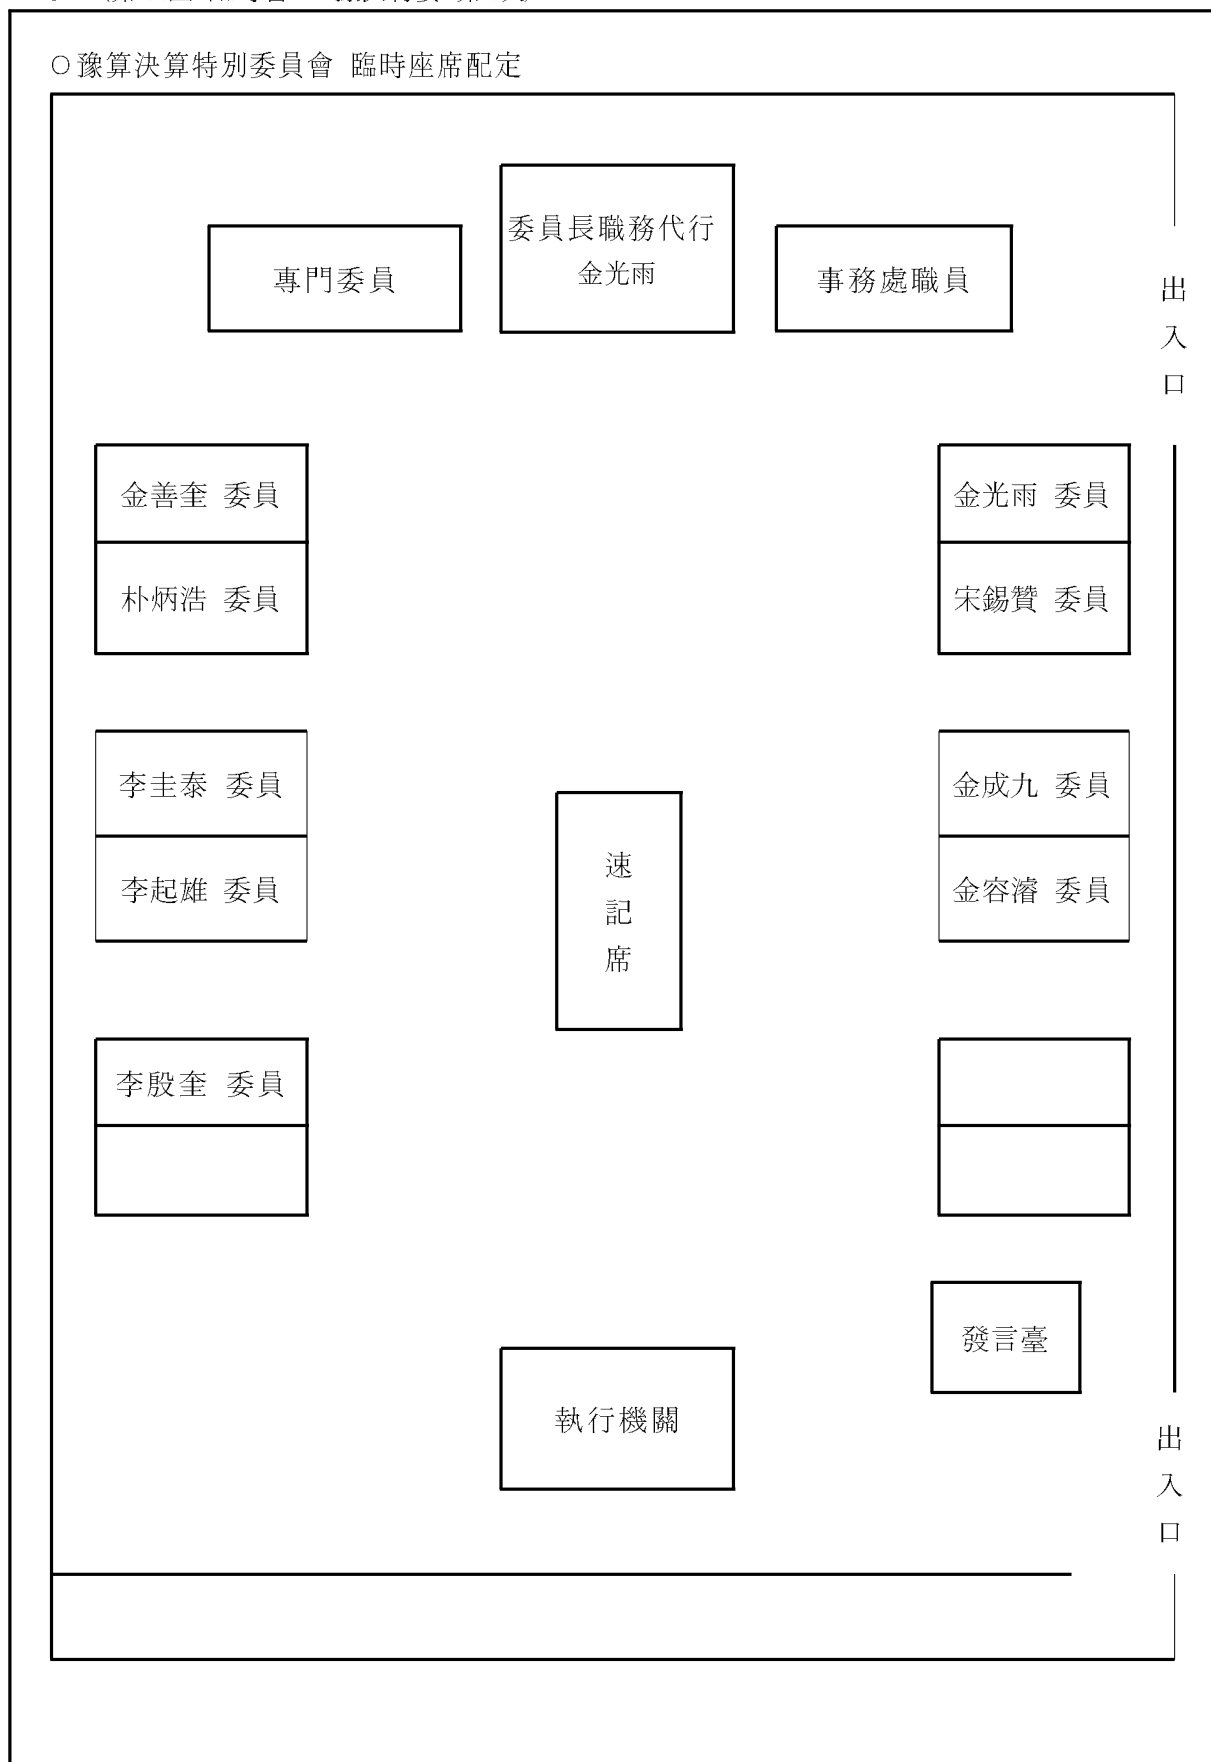 ○豫算決算特別委員會 臨時座席配定
委員長職務代行
金光雨
專門委員
事務處職員
出
入
口
金善奎 委員
金光雨 委員
朴炳浩 委員
宋錫贊 委員
李圭泰 委員
金成九 委員
李起雄 委員
金容濬 委員
速
記
席
李殷奎 委員
發言臺
執行機關
出
入
口